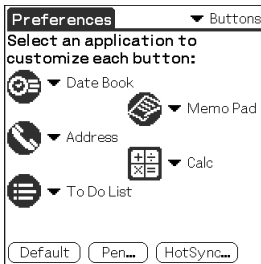 Preferences Buttons
Select an application to
customize each button:
Date Book
Memo Pad
Address
Calc
To Do List
Default Pen... HotSync...